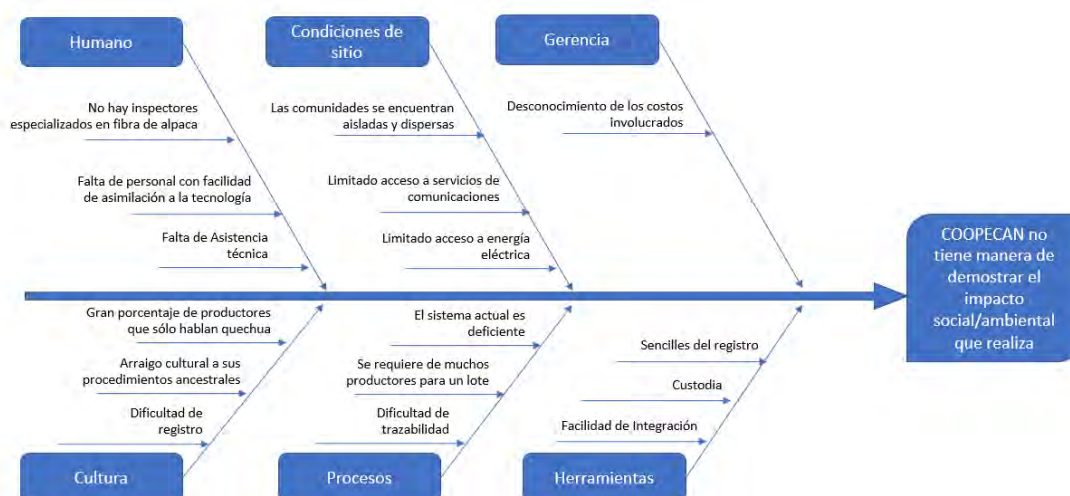 Humano
No hay inspectores
especializados en fibra de alpaca
Falta de personal con facilidad
de asimilación a la tecnología
Falta de Asistencia
técnica
Condiciones de
sitio
Las comunidades se encuentran
aisladas y dispersas
Limitado acceso a servicios de
comunicaciones
Limitado acceso a energía
eléctrica
Gerencia
Desconocimiento de los costos
involucrados
COOPECAN no
tiene manera de
demostrar el
impacto
social/ambiental
que realiza
Gran porcentaje de productores
que sólo hablan quechua
Arraigo cultural a sus
procedimientos ancestrales
Dificultad de
registro
Cultura
El sistema actual es
deficiente
Se requiere de muchos
productores para un lote
Dificultad de
trazabilidad
Procesos
Sencilles del registro
Custodia
Facilidad de Integración
Herramientas